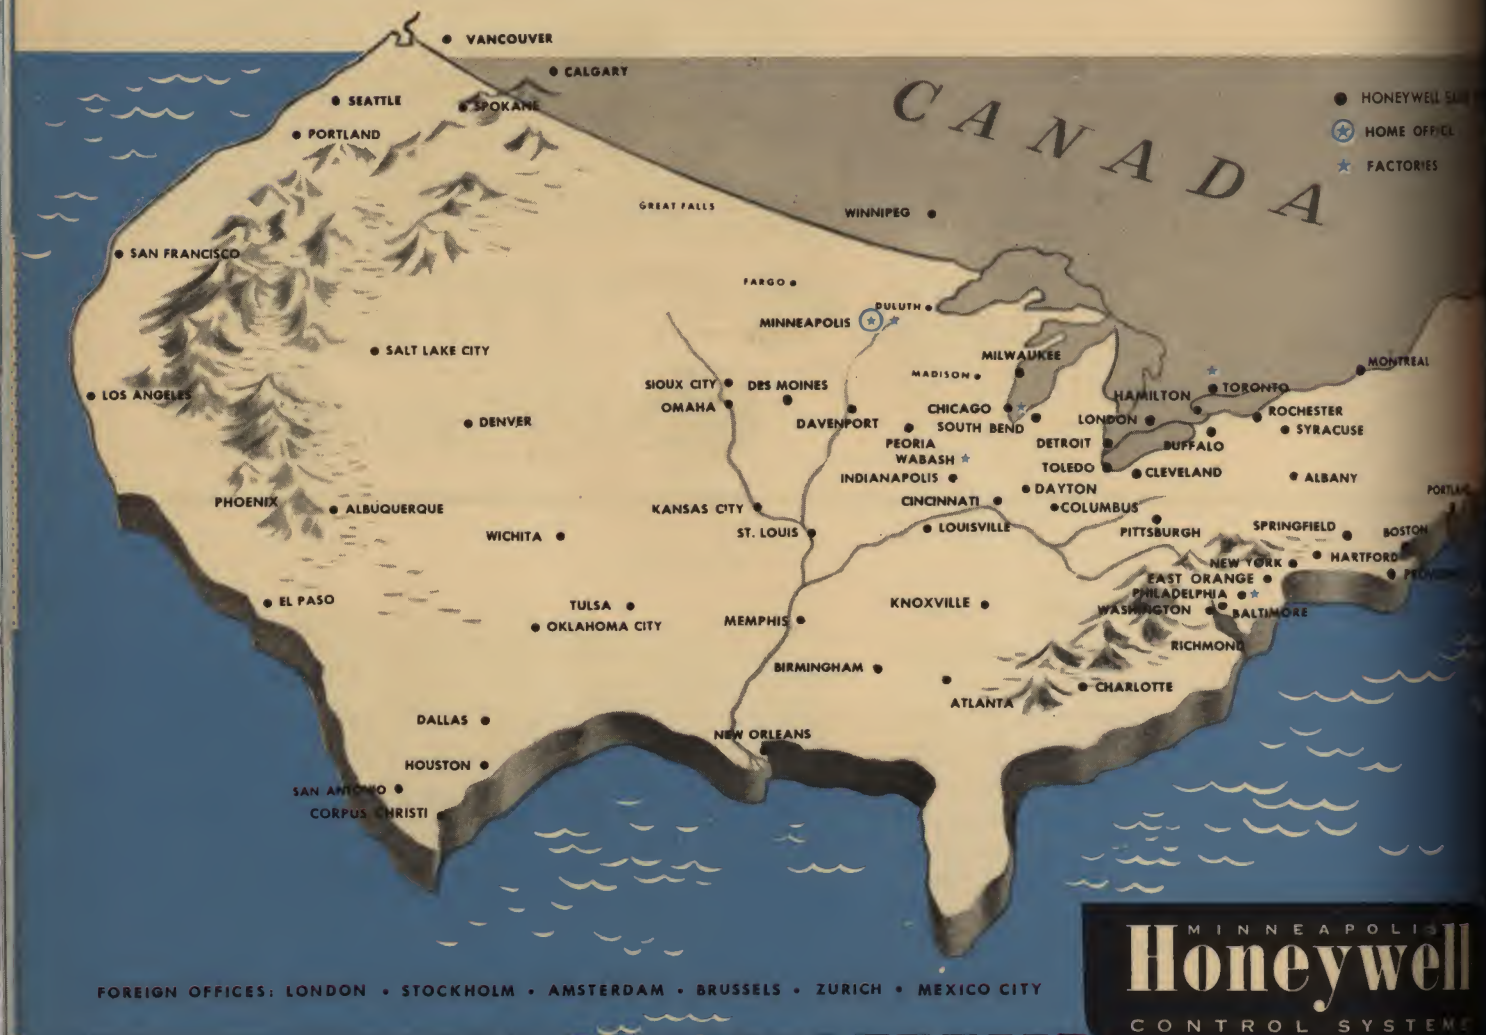 VANCOUVER
CALGARY
SEATTLE
SPOKANE
PORTLAND
CANADA
HONEYWELL
HOME OFFICE
FACTORIES
GREAT FALLS
WINNIPEG
SAN FRANCISCO
FARGO
DULUTH
MINNEAPOLIS
SALT LAKE CITY
MILWAUKEE
MADISON
MONTREAL
LOS ANGELES
SIOUX CITY
DES MOINES
HAMILTON
TORONTO
OMAHA
CHICAGO
ROCHESTER
DENVER
DAVENPORT
SOUTH BEND
LONDON
SYRACUSE
PEORIA
DETROIT
BUFFALO
WABASH
TOLEDO
CLEVELAND
INDIANAPOLIS
ALBANY
DAYTON
PORTLAND
PHOENIX
ALBUQUERQUE
KANSAS CITY
CINCINNATI
COLUMBUS
WICHITA
ST. LOUIS
LOUISVILLE
PITTSBURGH
SPRINGFIELD
BOSTON
HARTFORD
NEW YORK
EAST ORANGE
PHILADELPHIA
EL PASO
TULSA
KNOXVILLE
WASHINGTON
BALTIMORE
OKLAHOMA CITY
MEMPHIS
RICHMOND
BIRMINGHAM
CHARLOTTE
ATLANTA
DALLAS
NEW ORLEANS
HOUSTON
SAN ANTONIO
CORPUS CHRISTI
MINNEAPOLIS
Honeywell
CONTROL SYSTEMS
FOREIGN OFFICES: LONDON • STOCKHOLM • AMSTERDAM • BRUSSELS • ZURICH • MEXICO CITY